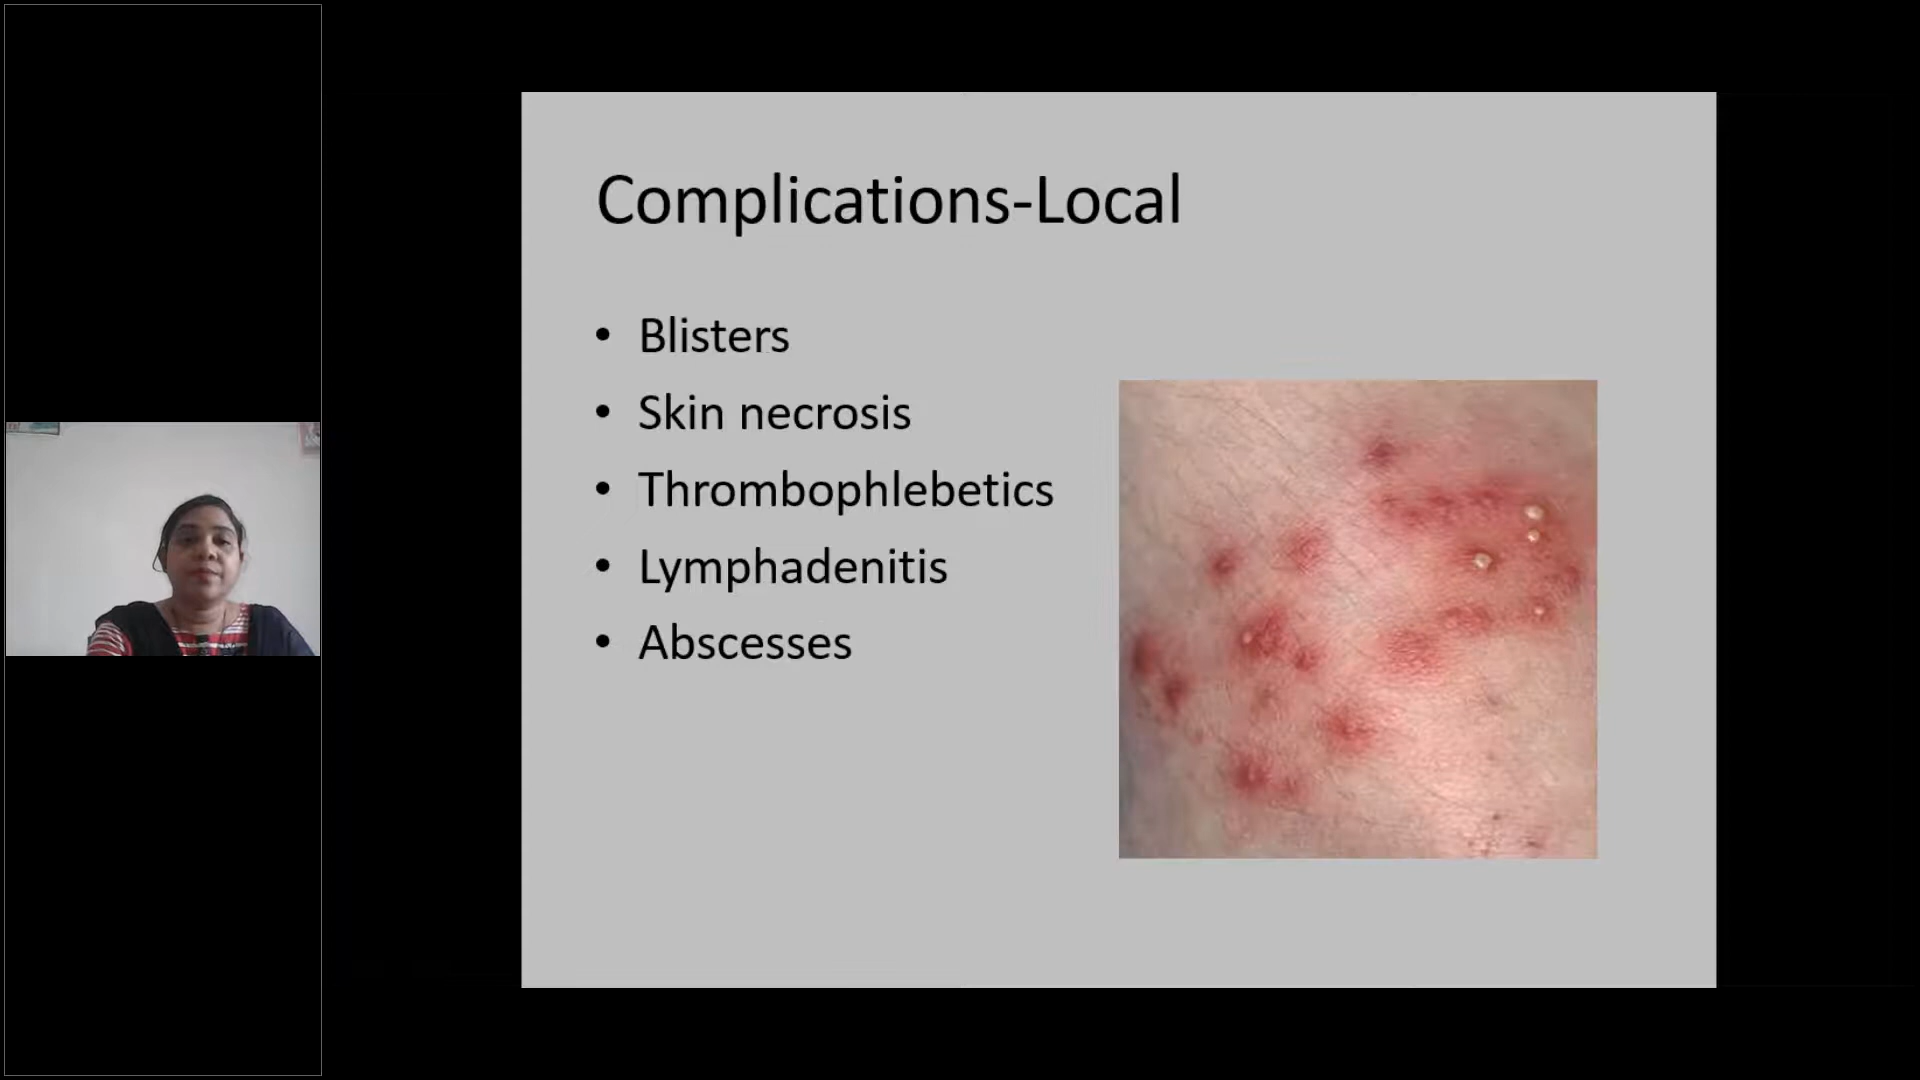 Complications-Local
• Blisters
• Skin necrosis
• Thrombophlebetics
• Lymphadenitis
• Abscesses